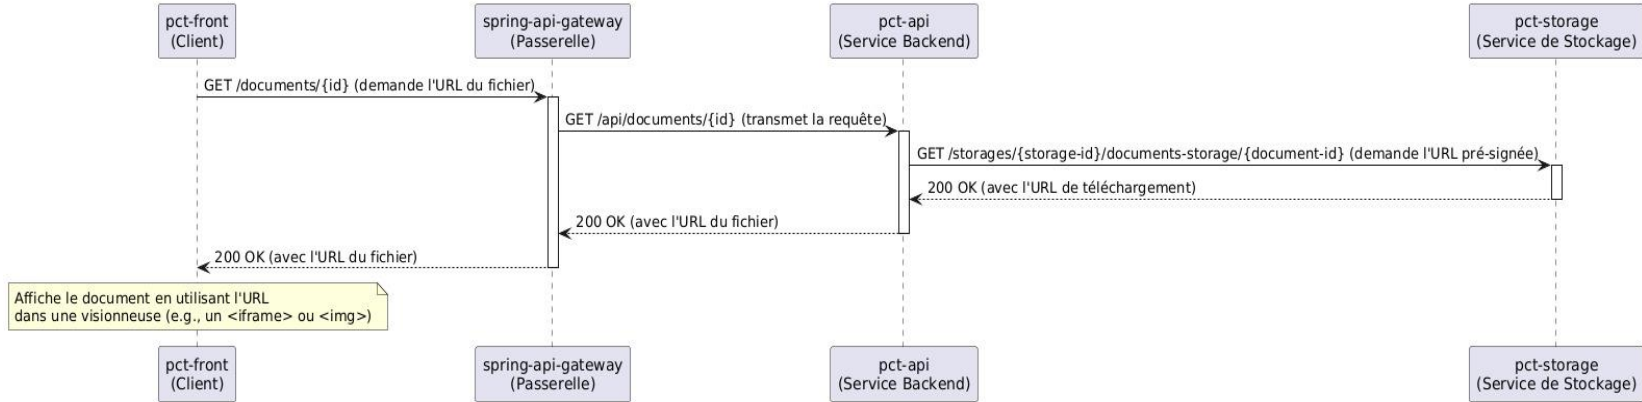 pct-front
(Client)
spring-api-gateway
(Passerelle)
pct-api
(Service Backend)
pct-storage
(Service de Stockage)
GET /documents/{id} (demande l'URL du fichier)
GET /api/documents/{id} (transmet la requête)
GET /storages/{storage-id}/documents-storage/{document-id} (demande l'URL pré-signée)
200 OK (avec l'URL de téléchargement)
200 OK (avec l'URL du fichier)
200 OK (avec l'URL du fichier)
Affiche le document en utilisant l'URL
dans une visionneuse (e.g., un <iframe> ou <img>)
pct-front
(Client)
spring-api-gateway
(Passerelle)
pct-api
(Service Backend)
pct-storage
(Service de Stockage)